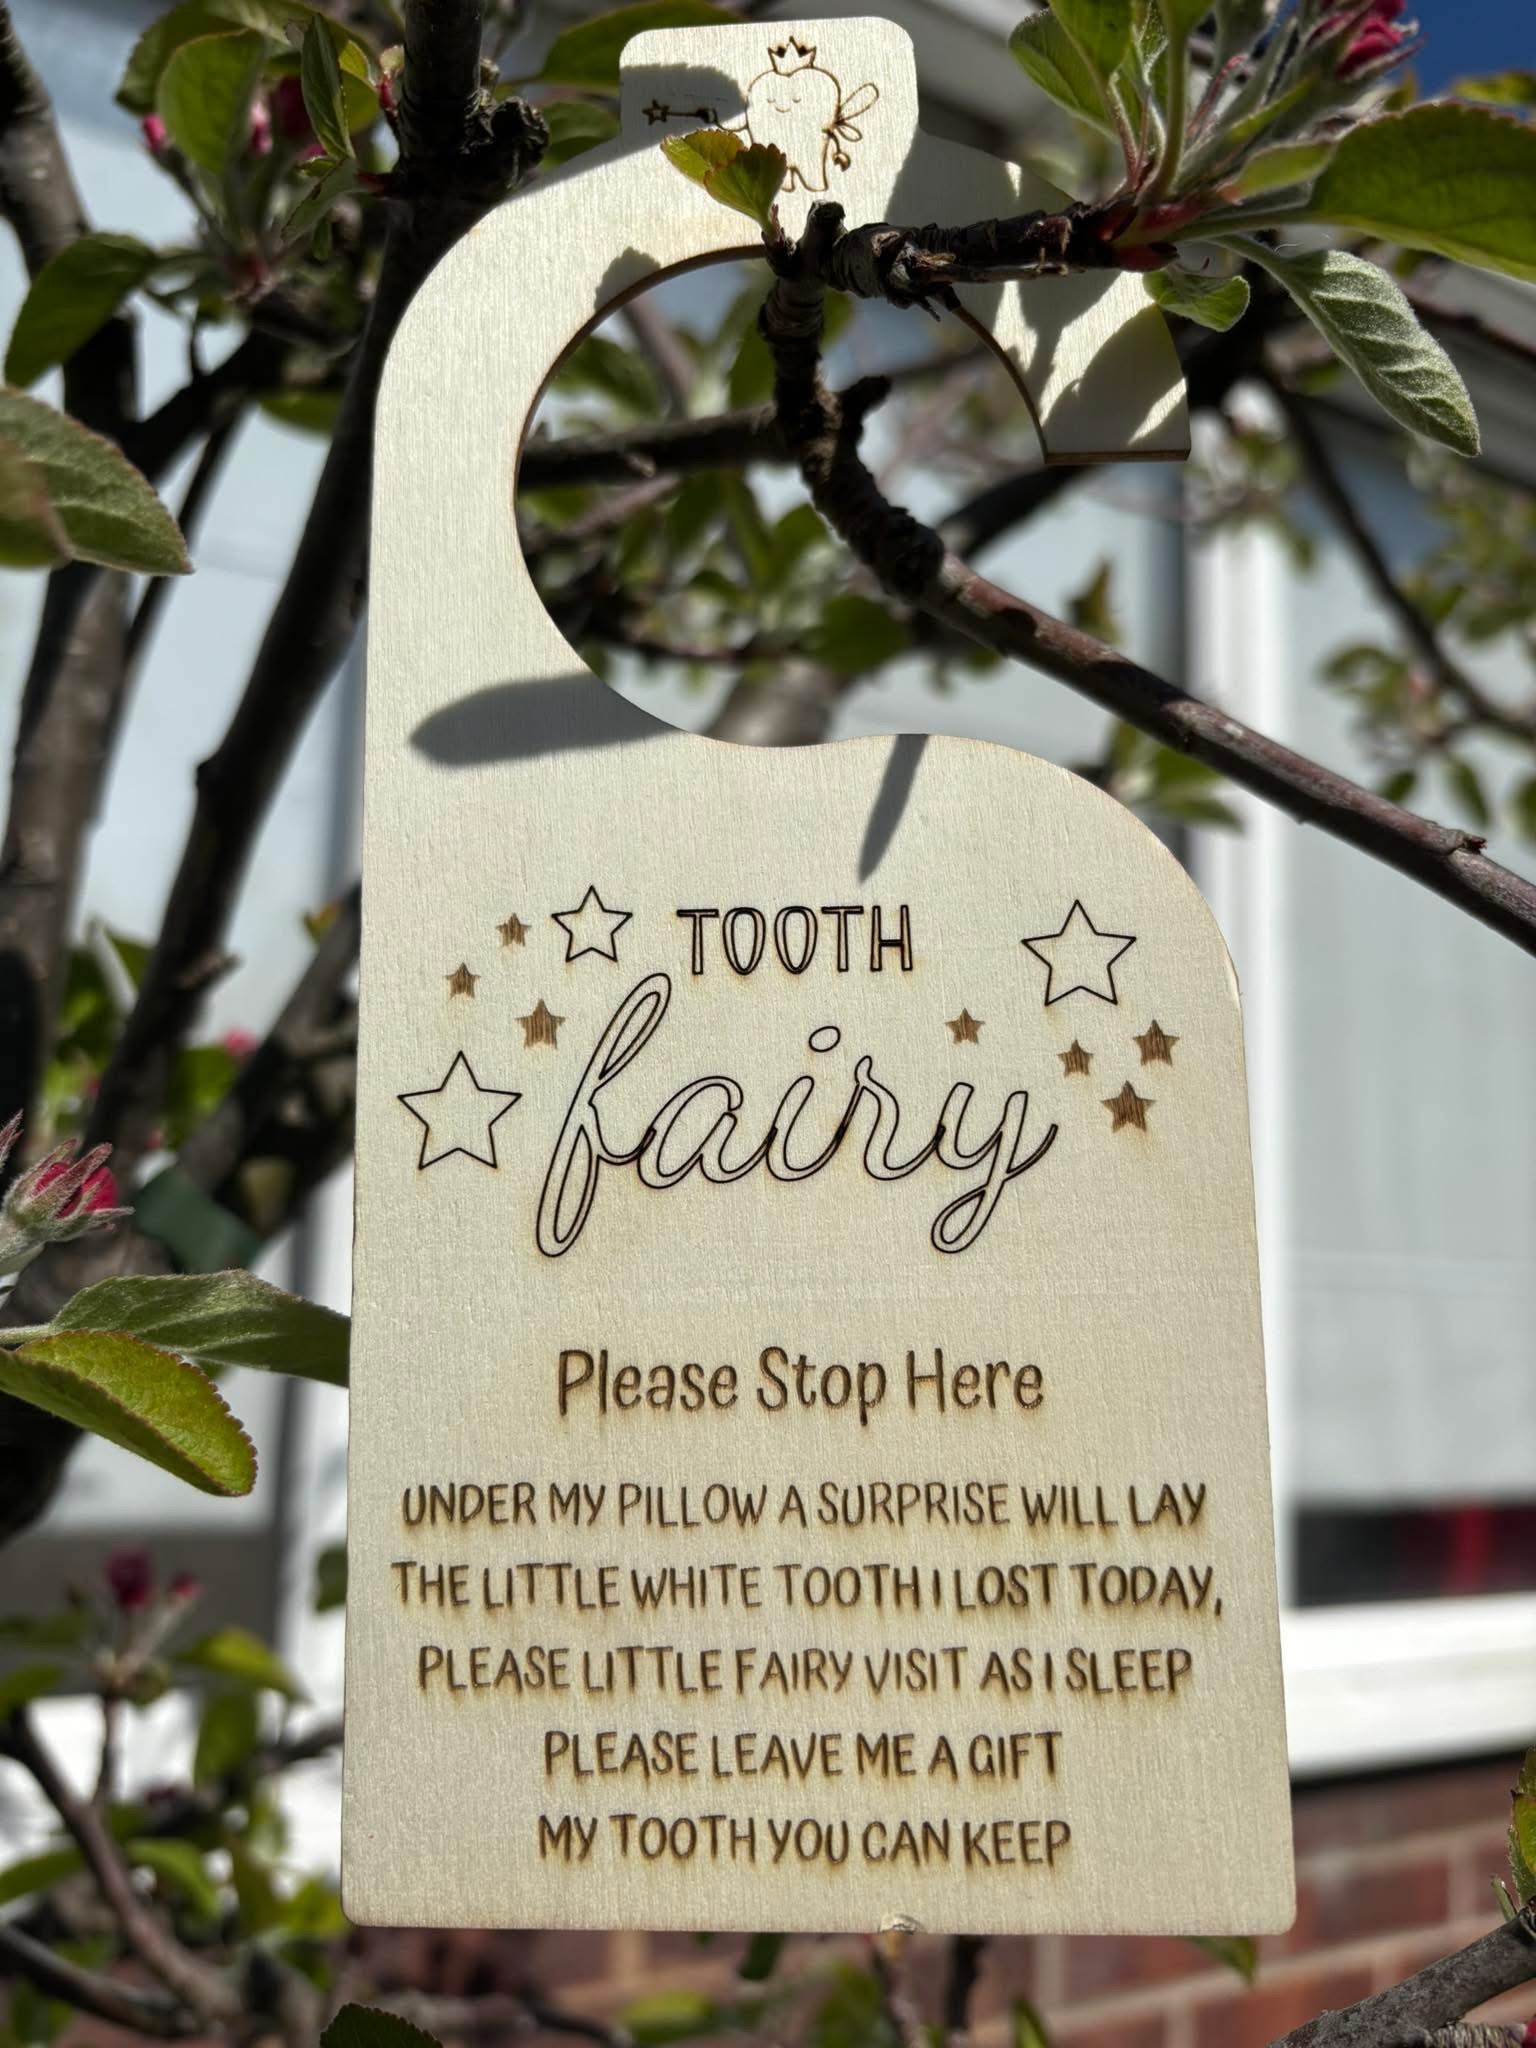 TOOTH
fairy
Please Stop Here
UNDER MY PILLOW A SURPRISE WILL LAY
THE LITTLE WHITE TOOTH I LOST TODAY,
PLEASE LITTLE FAIRY VISIT AS I SLEEP
PLEASE LEAVE ME A GIFT
MY TOOTH YOU CAN KEEP